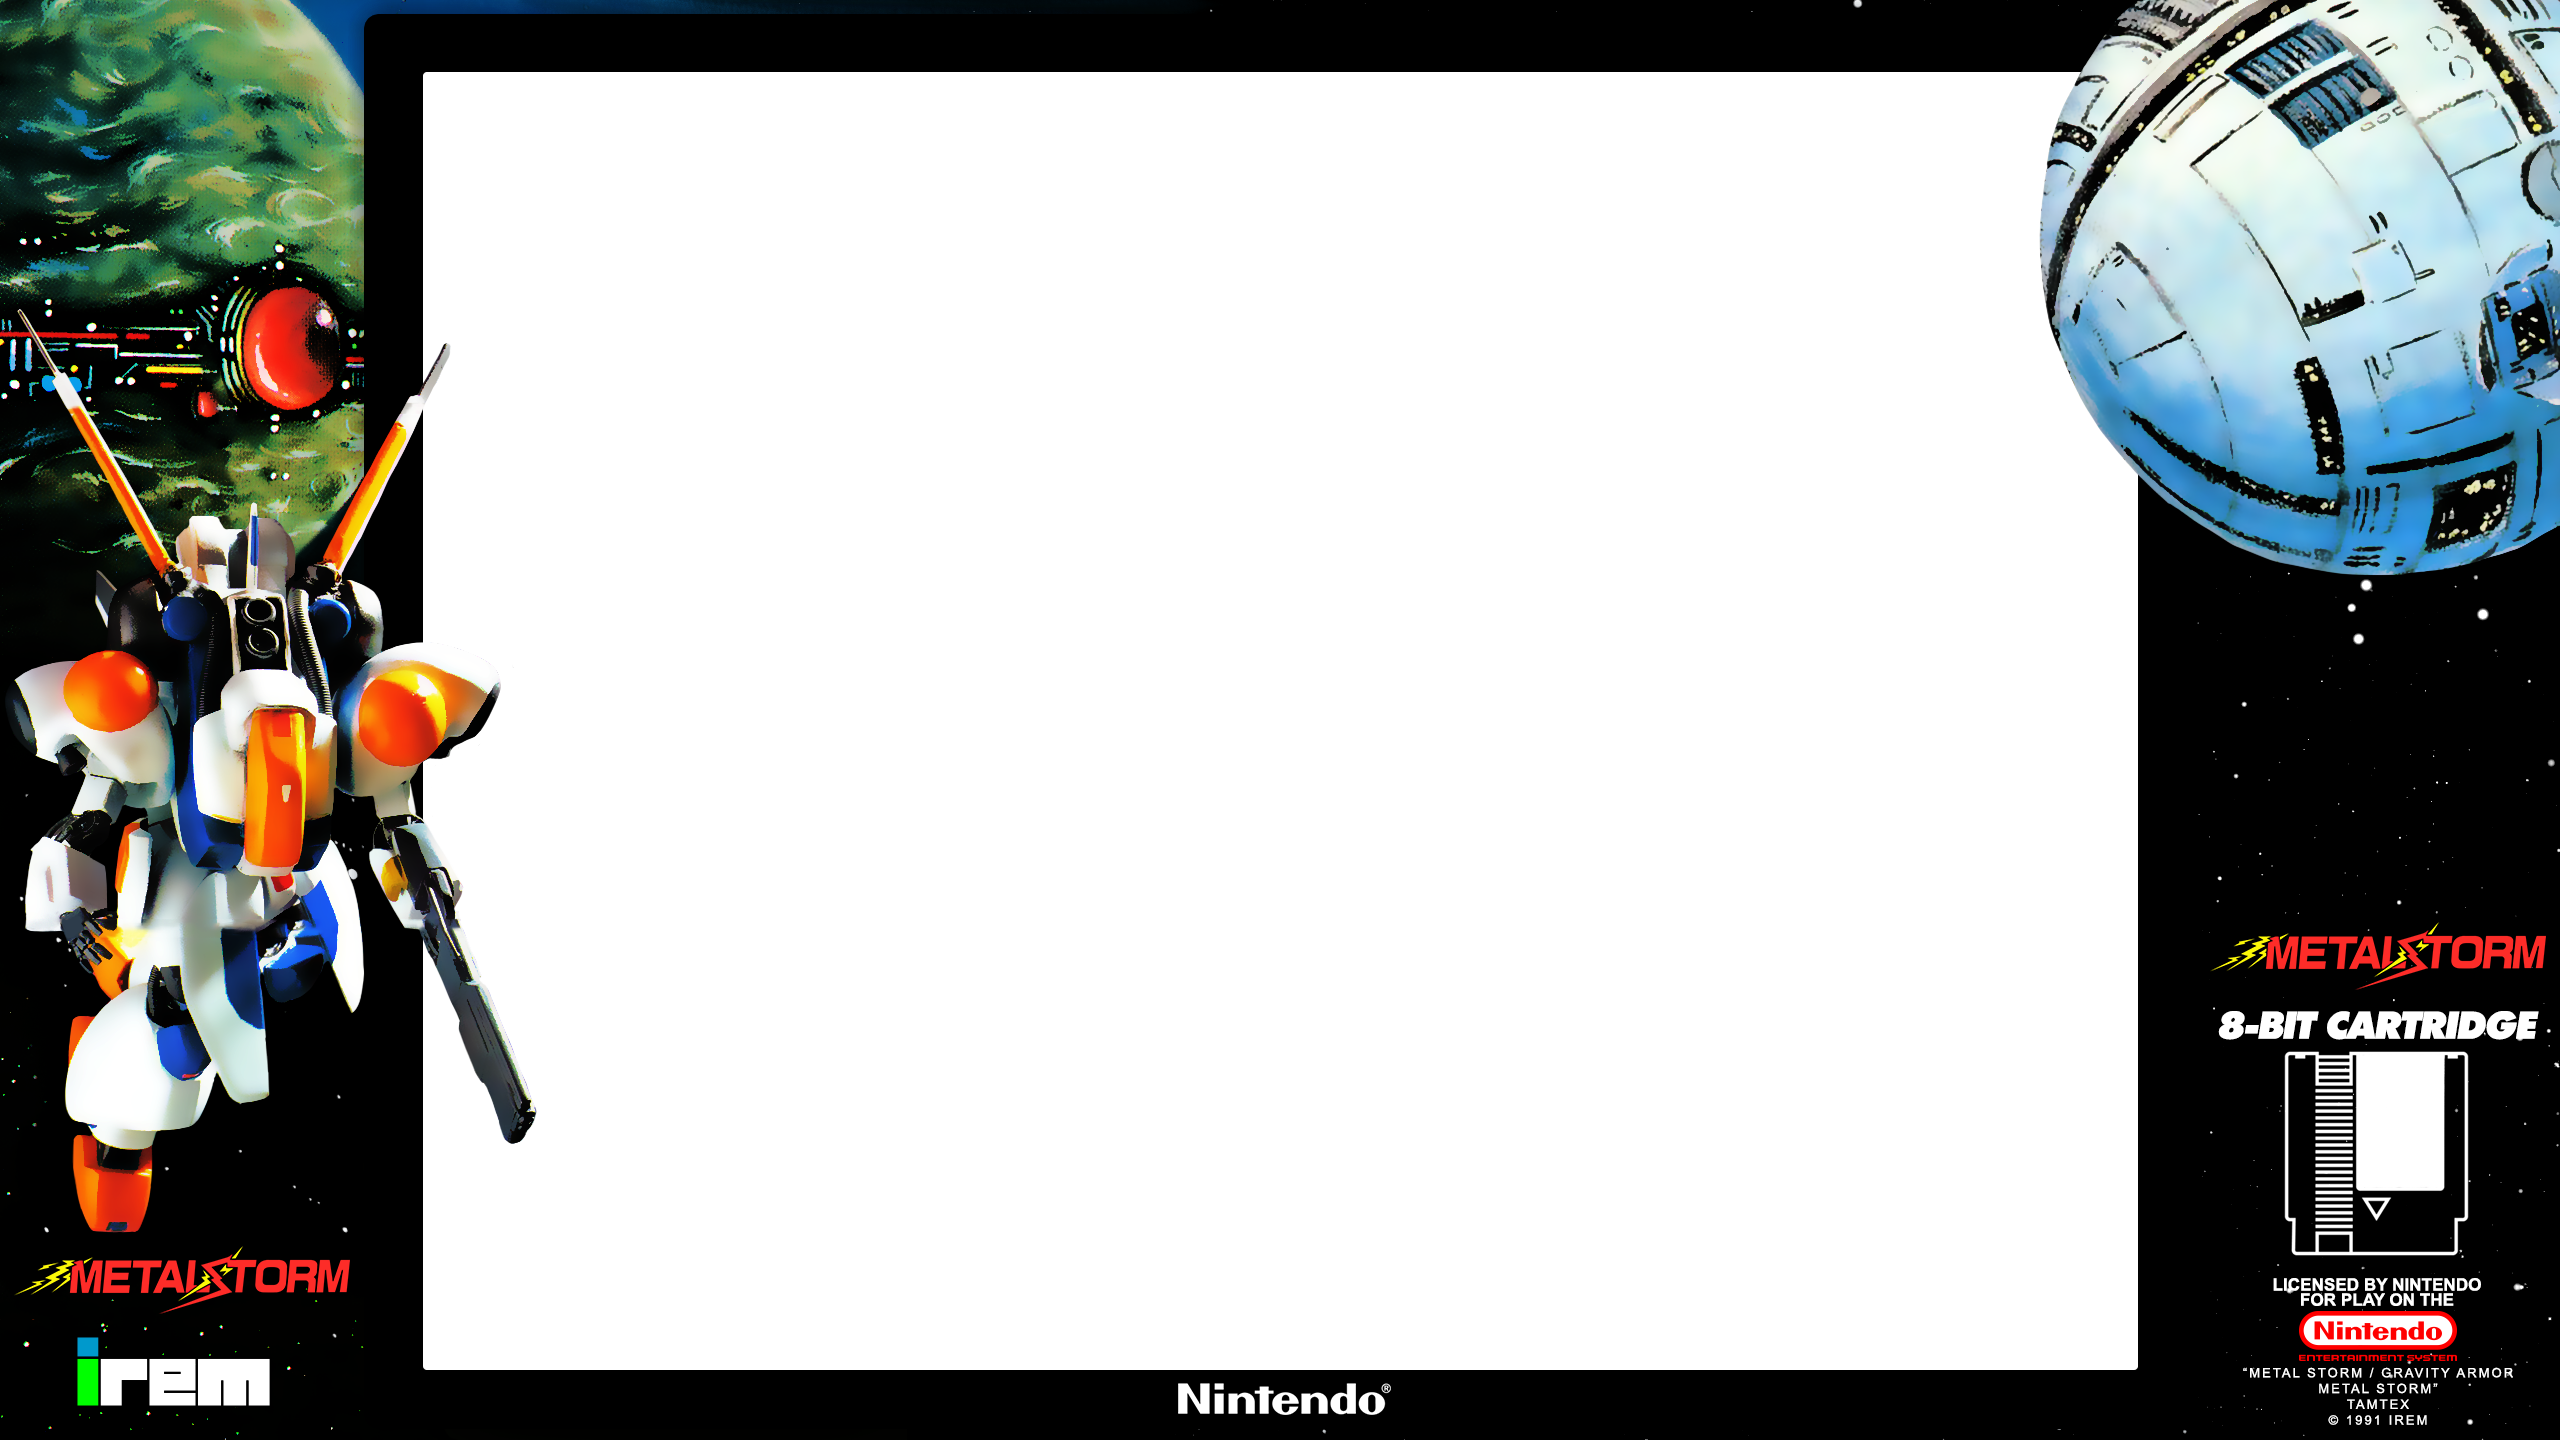 METAL STORM
irem
Nintendo®
METAL STORM
8-BIT CARTRIDGE
LICENSED BY NINTENDO
FOR PLAY ON THE
Nintendo
ENTERTAINMENT SYSTEM
"METAL STORM / GRAVITY ARMOR
METAL STORM"
TAMTEX
© 1991 IREM